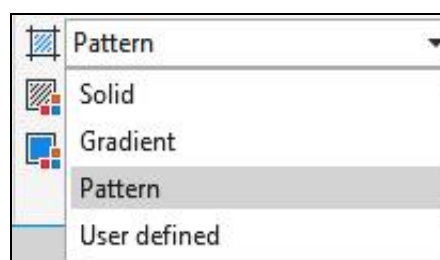 Pattern
Solid
Gradient
Pattern
User defined